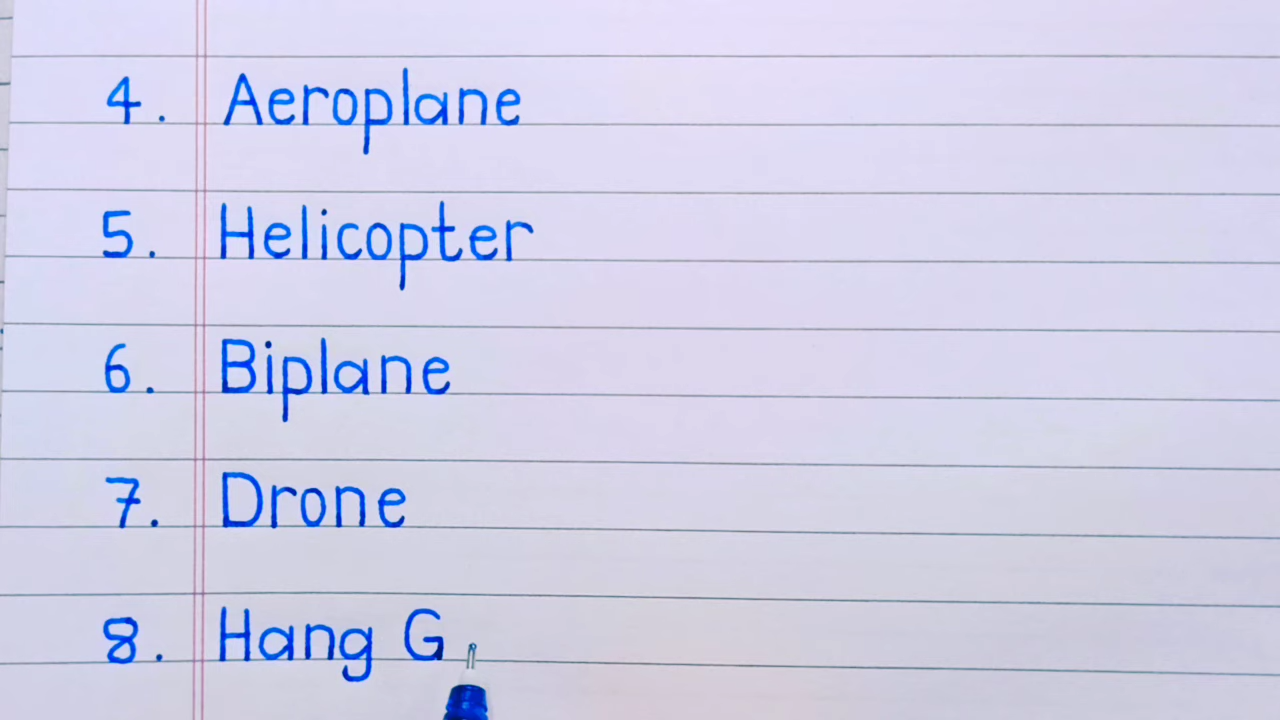 4. Aeroplane
5. Helicopter
6. Biplane
7. Drone
8. Hang G